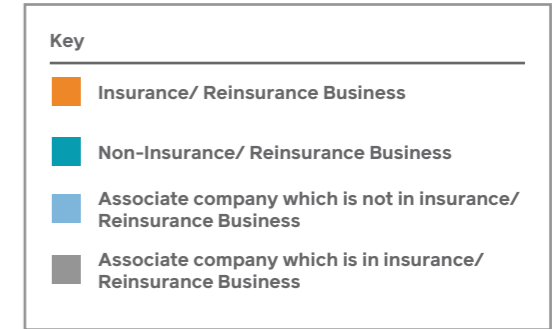 Key
Insurance/ Reinsurance Business
Non-Insurance/ Reinsurance Business
Associate company which is not in insurance/
Reinsurance Business
Associate company which is in insurance/
Reinsurance Business